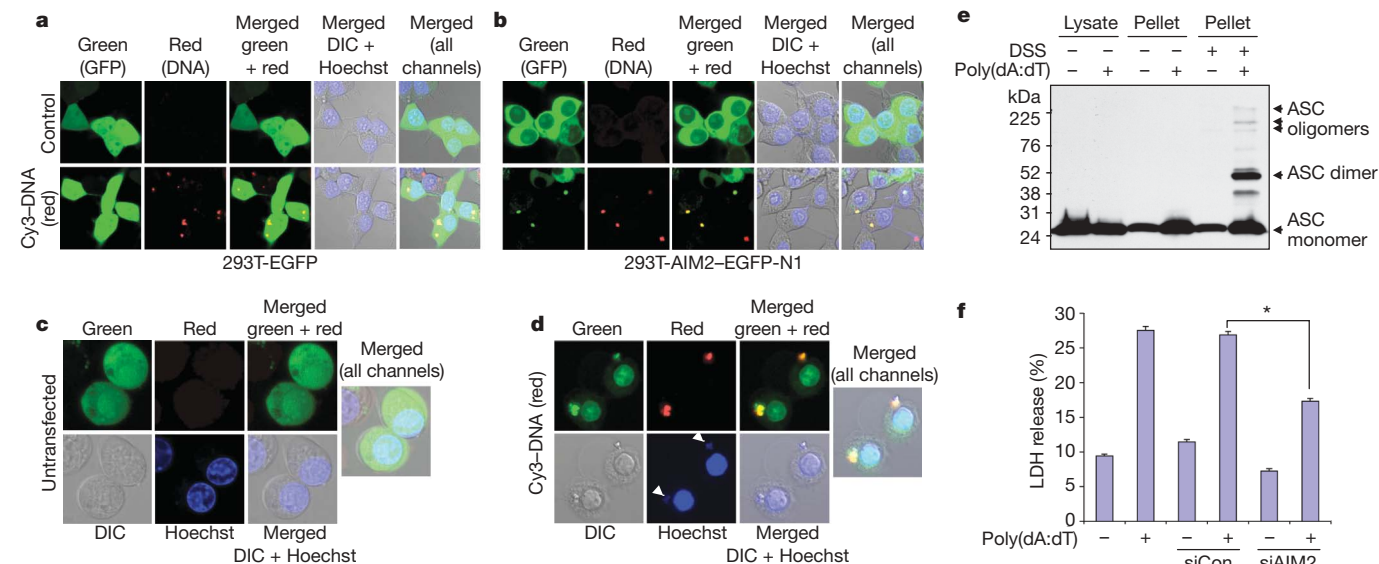 a
Green
(GFP)
Red
(DNA)
Merged
green
+ red
Merged
DIC +
Hoechst
Merged
(all
channels)
Control
Cy3–DNA
(red)
293T-EGFP
b
Green
(GFP)
Red
(DNA)
Merged
green
+ red
Merged
DIC +
Hoechst
Merged
(all
channels)
293T-AIM2–EGFP-N1
c
Green
Red
Merged
green + red
Merged
(all channels)
Untransfected
DIC
Hoechst
Merged
DIC + Hoechst
d
Green
Red
Merged
green + red
Merged
(all channels)
Cy3–DNA (red)
DIC
Hoechst
Merged
DIC + Hoechst
e
Lysate Pellet Pellet
DSS – – – – + +
Poly(dA:dT) – + – + – +
kDa
225
76
52
38
31
24
ASC
oligomers
ASC dimer
ASC
monomer
f
LDH release (%)
30
25
20
15
10
5
0
*
Poly(dA:dT) – + – + – +
siCon siAIM2